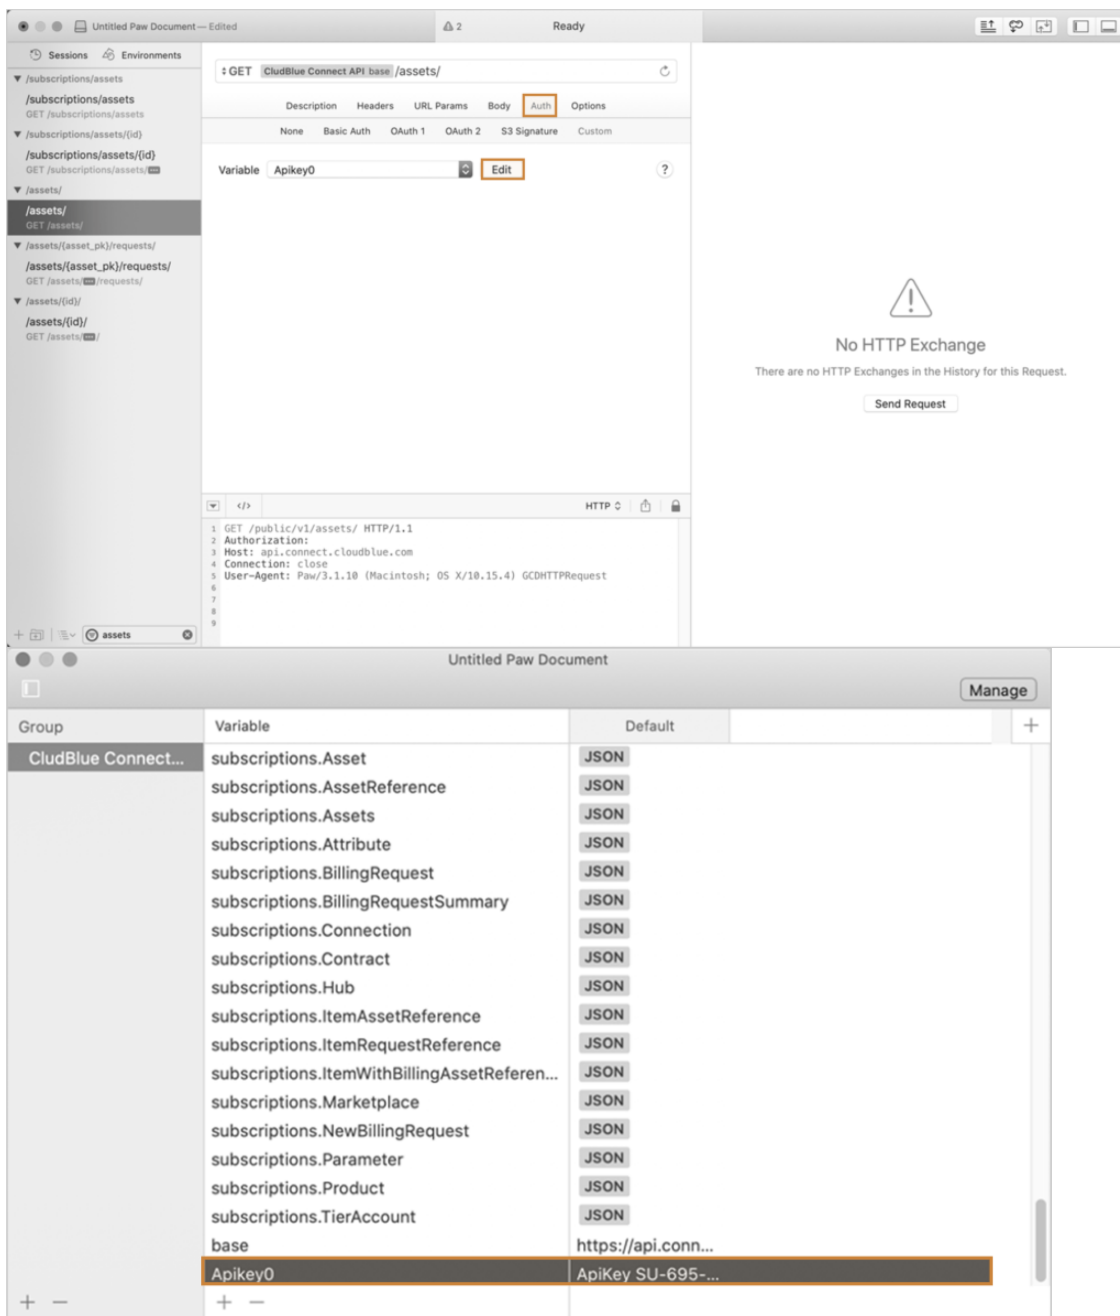 Untitled Paw Document — Edited
2
Ready
Sessions
Environments
/subscriptions/assets
/subscriptions/assets
GET /subscriptions/assets
/subscriptions/assets/{id}
/subscriptions/assets/{id}
GET /subscriptions/assets/
/assets/
/assets/
GET /assets/
/assets/{asset_pk}/requests/
/assets/{asset_pk}/requests/
GET /assets/ /requests/
/assets/{id}/
/assets/{id}/
GET /assets/ /
assets
GET CludBlue Connect API base /assets/
Description Headers URL Params Body Auth Options
None Basic Auth OAuth 1 OAuth 2 S3 Signature Custom
Variable Apikey0 Edit ?
</> HTTP
1 GET /public/v1/assets/ HTTP/1.1
2 Authorization:
3 Host: api.connect.cloudblue.com
4 Connection: close
5 User-Agent: Paw/3.1.10 (Macintosh; OS X/10.15.4) GCDHTTPRequest
6
7
8
9
No HTTP Exchange
There are no HTTP Exchanges in the History for this Request.
Send Request
Untitled Paw Document
Manage
Group Variable Default +
CludBlue Connect...
subscriptions.Asset JSON
subscriptions.AssetReference JSON
subscriptions.Assets JSON
subscriptions.Attribute JSON
subscriptions.BillingRequest JSON
subscriptions.BillingRequestSummary JSON
subscriptions.Connection JSON
subscriptions.Contract JSON
subscriptions.Hub JSON
subscriptions.ItemAssetReference JSON
subscriptions.ItemRequestReference JSON
subscriptions.ItemWithBillingAssetReferen... JSON
subscriptions.Marketplace JSON
subscriptions.NewBillingRequest JSON
subscriptions.Parameter JSON
subscriptions.Product JSON
subscriptions.TierAccount JSON
base https://api.conn...
Apikey0 ApiKey SU-695-...
+ − + −